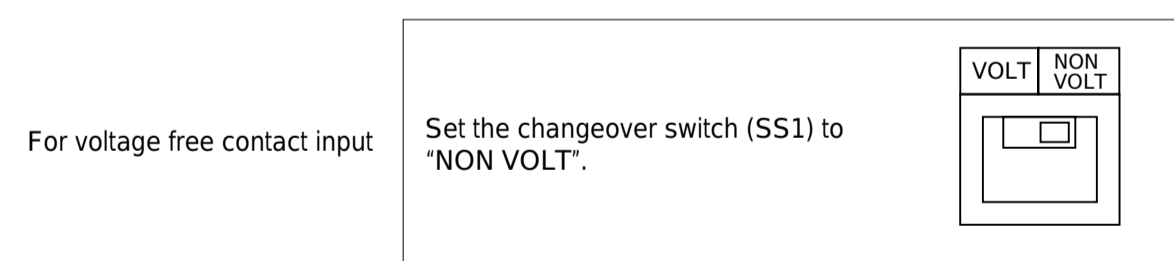 For voltage free contact input
Set the changeover switch (SS1) to
“NON VOLT”.
VOLT
NON
VOLT